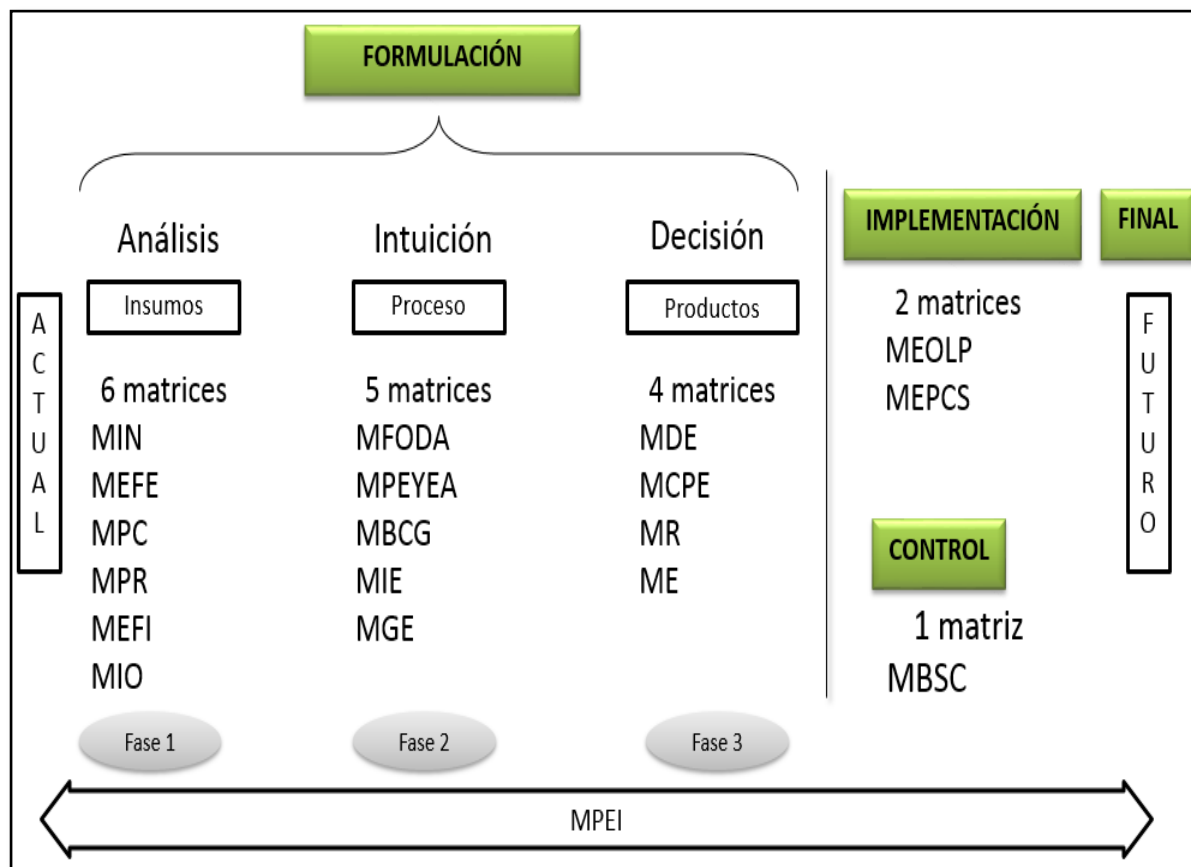 FORMULACIÓN
ACTUAL
Análisis
Insumos
6 matrices
MIN
MEFE
MPC
MPR
MEFI
MIO
Fase 1
Intuición
Proceso
5 matrices
MFODA
MPEYEA
MBCG
MIE
MGE
Fase 2
Decisión
Productos
4 matrices
MDE
MCPE
MR
ME
Fase 3
IMPLEMENTACIÓN
2 matrices
MEOLP
MEPCS
CONTROL
1 matriz
MBSC
FINAL
FUTURO
MPEI